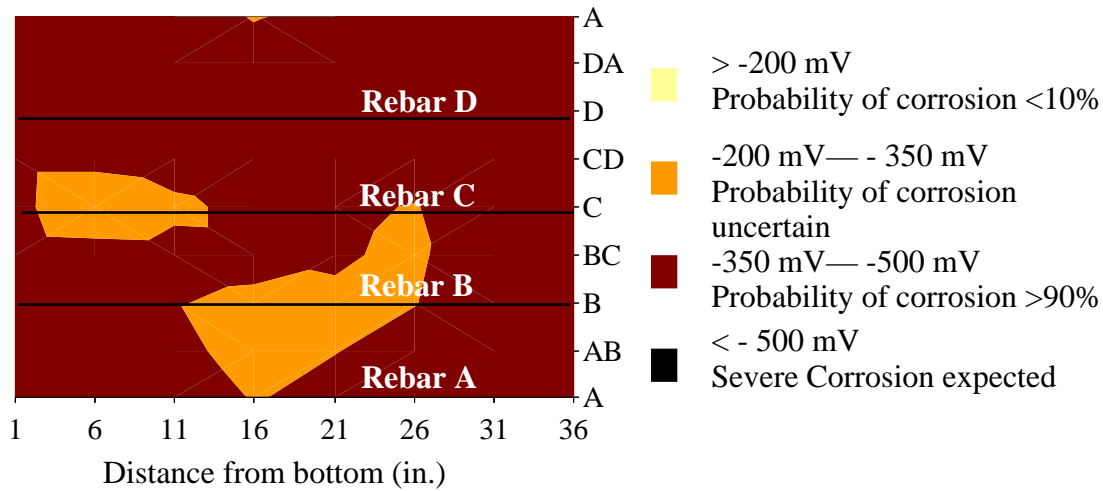 A
DA
Rebar D
D
CD
Rebar C
C
BC
Rebar B
B
AB
Rebar A
A
1 6 11 16 21 26 31 36
Distance from bottom (in.)
> -200 mV
Probability of corrosion <10%
-200 mV— - 350 mV
Probability of corrosion
uncertain
-350 mV— -500 mV
Probability of corrosion >90%
< - 500 mV
Severe Corrosion expected